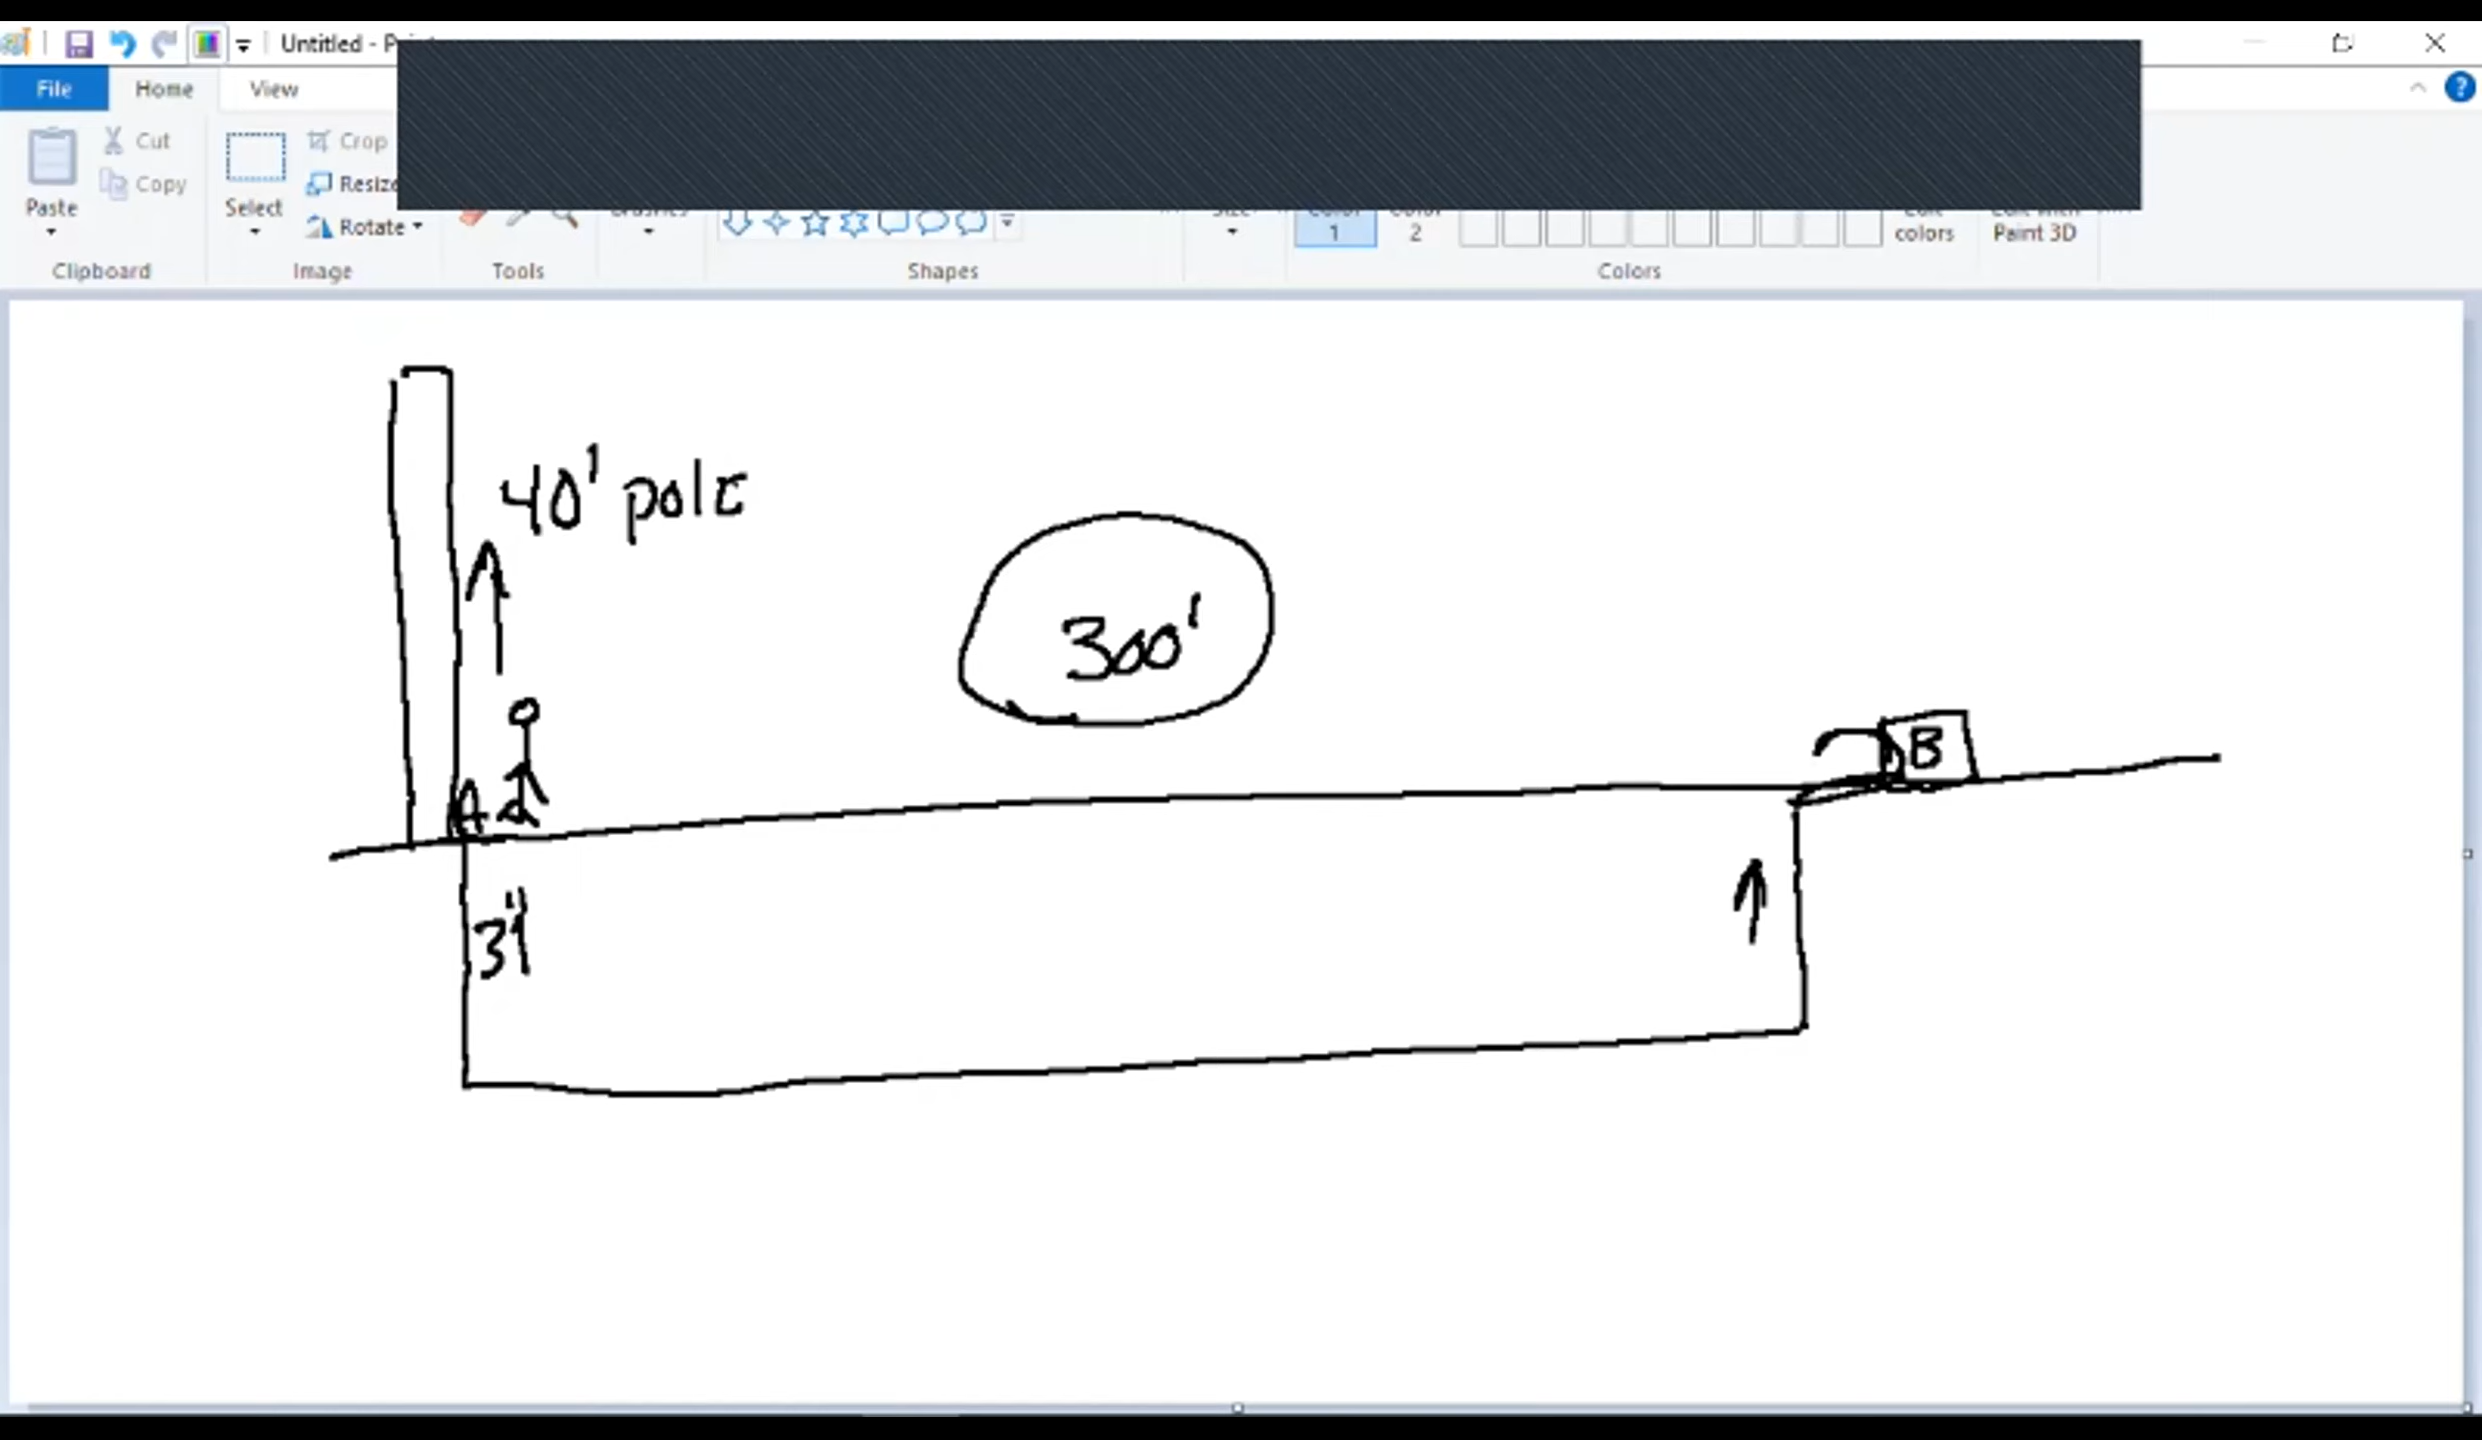 Untitled - P
File
Home
View
Paste
Cut
Copy
Select
Crop
Resize
Rotate
1
2
colors
Paint 3D
Clipboard
Image
Tools
Shapes
Colors
40' pole
300'
A
B